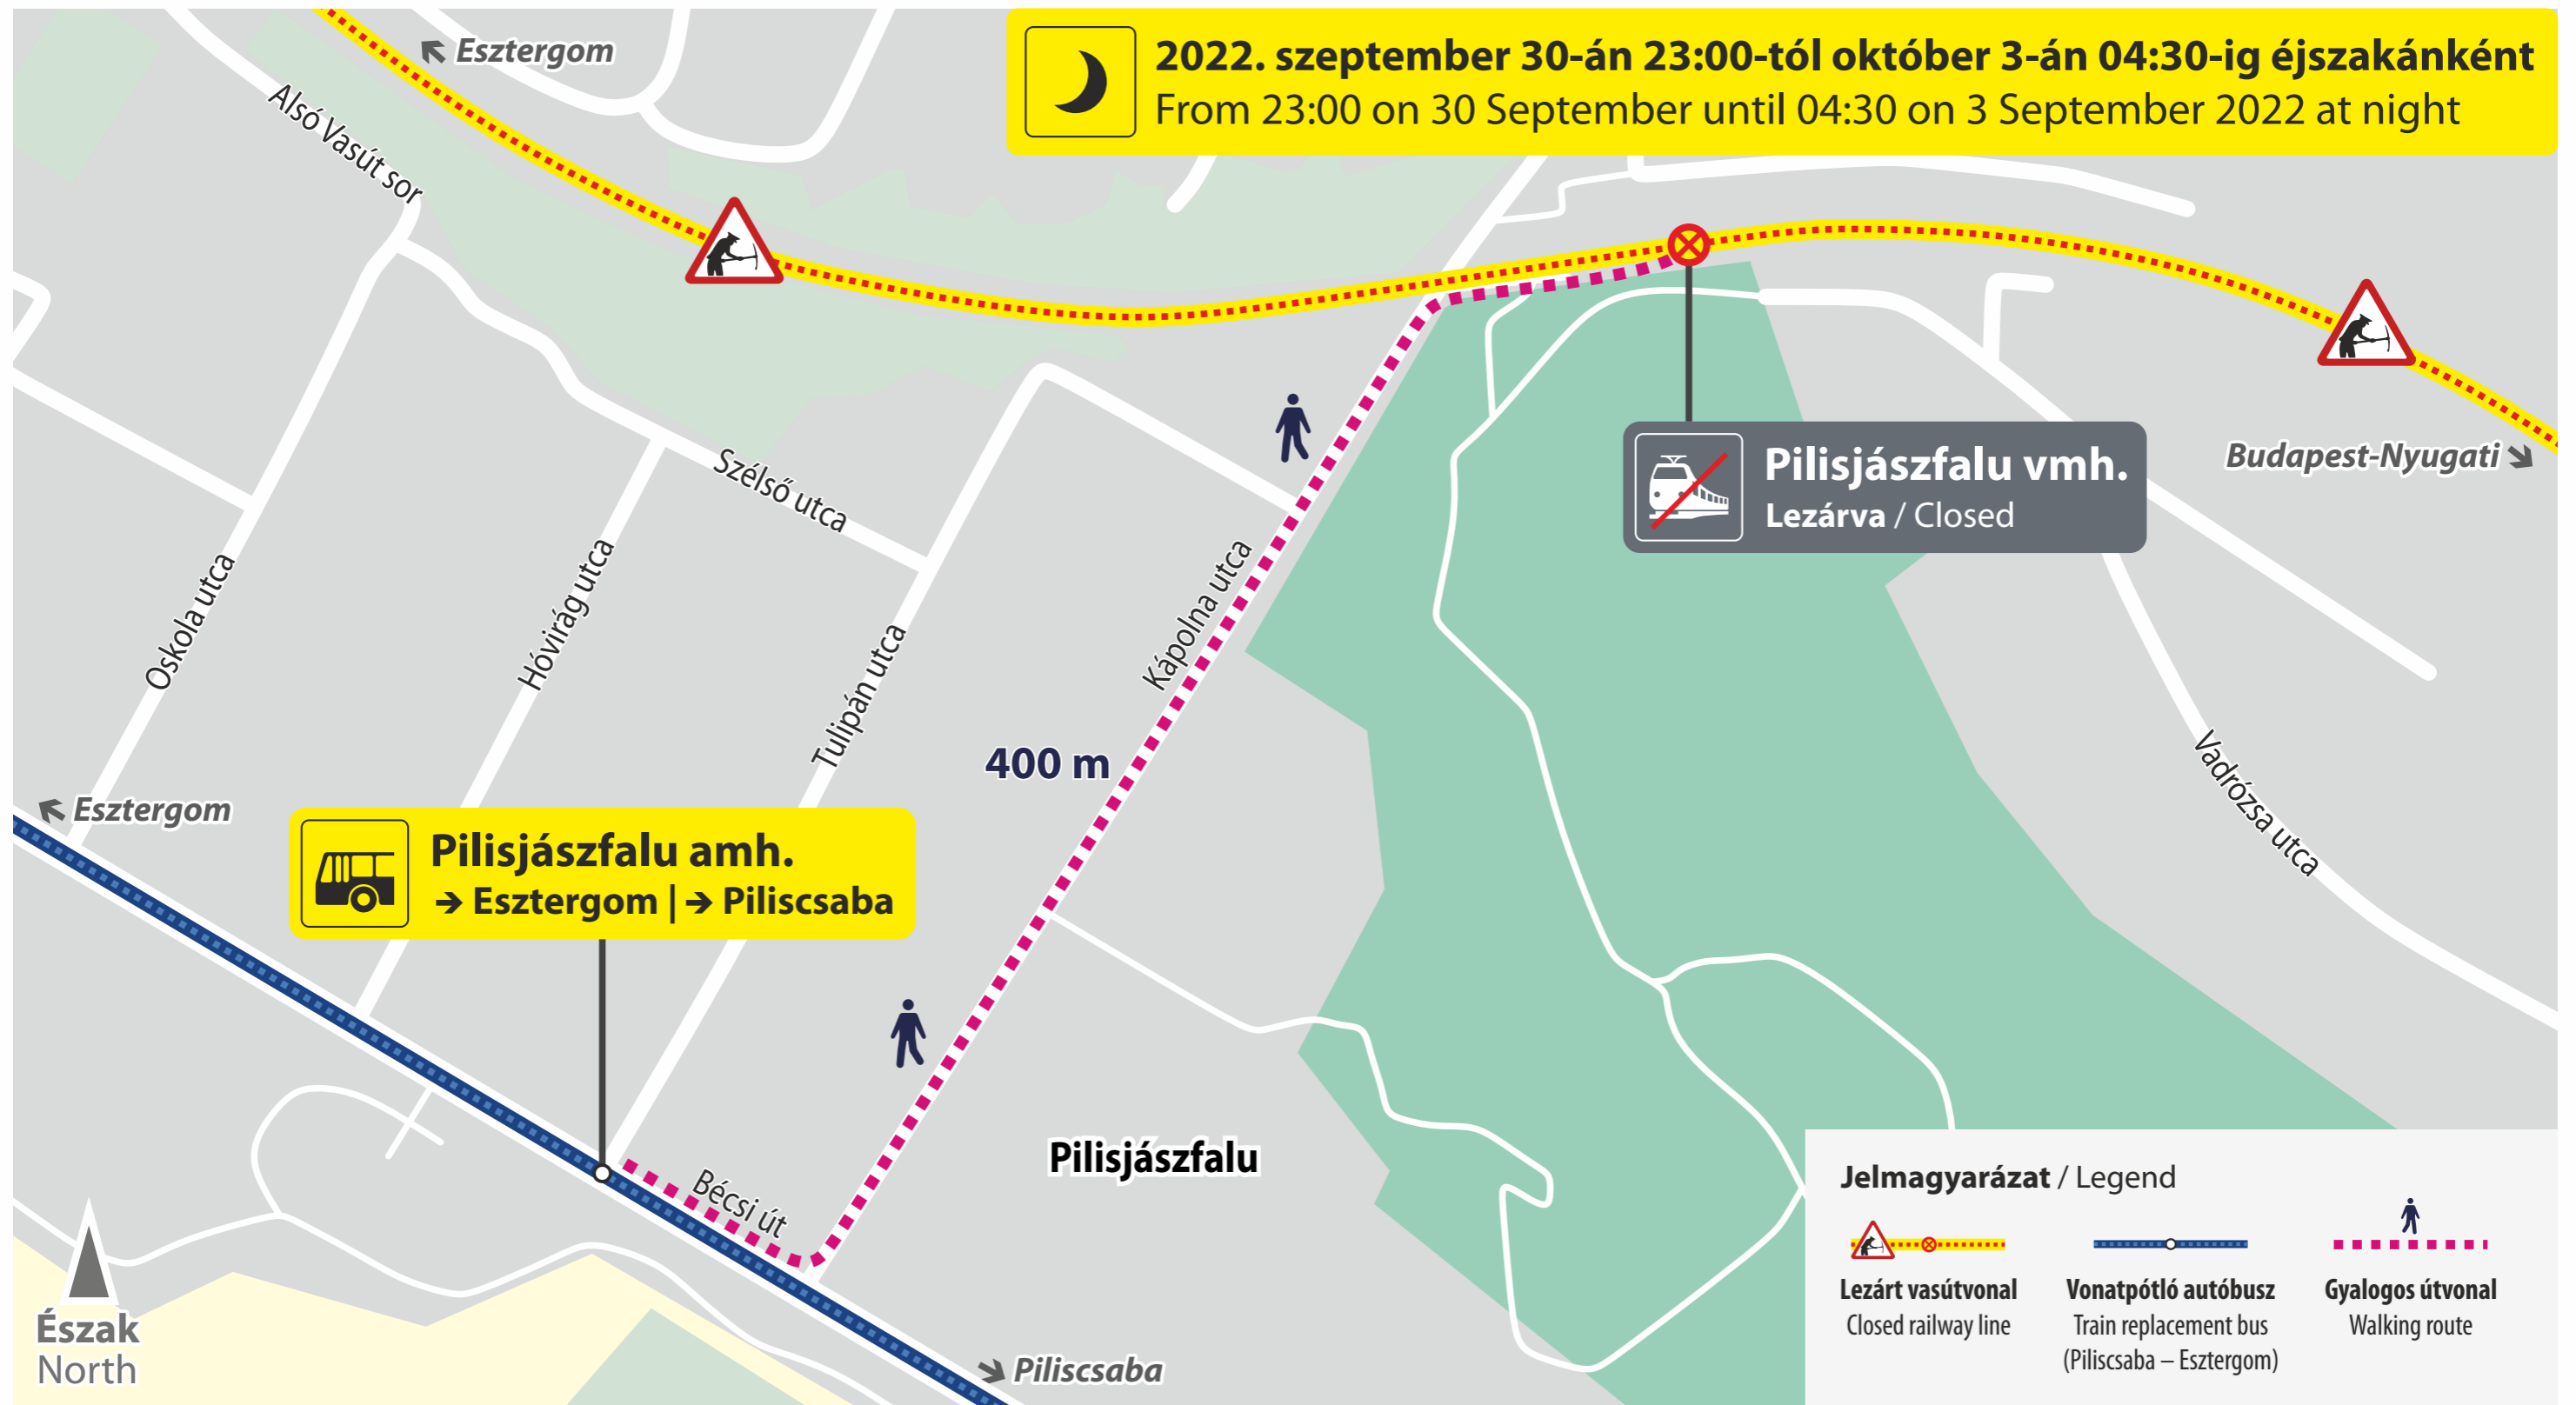 2022. szeptember 30-án 23:00-tól október 3-án 04:30-ig éjszakánként
From 23:00 on 30 September until 04:30 on 3 September 2022 at night
Esztergom
Alsó Vasút sor
Szélső utca
Oskola utca
Hóvirág utca
Tulipán utca
Kápolna utca
Pilisjászfalu vmh.
Lezárva / Closed
Budapest-Nyugati
Vadrózsa utca
400 m
Esztergom
Pilisjászfalu amh.
→ Esztergom | → Piliscsaba
Bécsi út
Pilisjászfalu
Piliscsaba
Észak
North
Jelmagyarázat / Legend
Lezárt vasútvonal
Closed railway line
Vonatpótló autóbusz
Train replacement bus
(Piliscsaba – Esztergom)
Gyalogos útvonal
Walking route